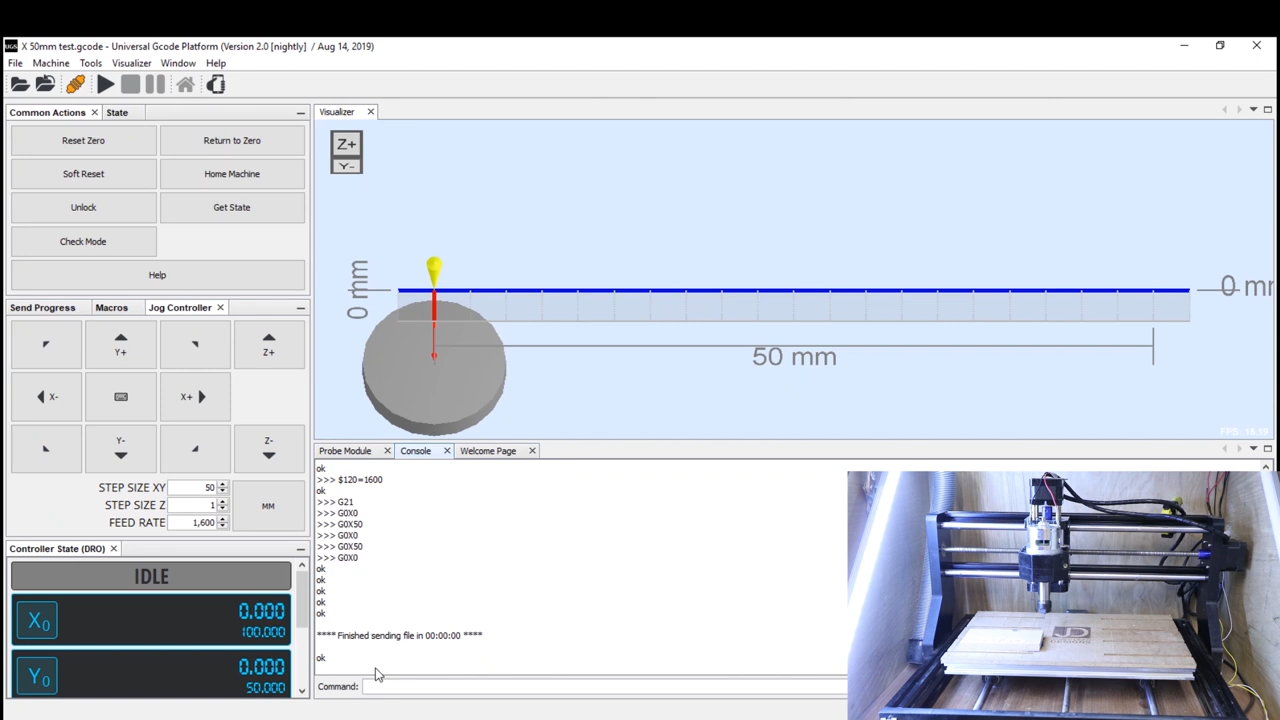 X 50mm test.gcode - Universal Gcode Platform (Version 2.0 [nightly]  / Aug 14, 2019)
File Machine Tools Visualizer Window Help
Common Actions State
Reset Zero Return to Zero
Soft Reset Home Machine
Unlock Get State
Check Mode
Help
Send Progress Macros Jog Controller
Y+ Z+
X- X+
Y- Z-
STEP SIZE XY 50
STEP SIZE Z 1
FEED RATE 1,600
MM
Controller State (DRO)
IDLE
X0 0.000
100.000
Y0 0.000
50.000
Visualizer
Z+
Y-
0 mm
50 mm
0 mm
Probe Module Console Welcome Page
ok
>>> $120=1600
ok
>>> G21
>>> G0X0
>>> G0X50
>>> G0X0
>>> G0X50
>>> G0X0
ok
ok
ok
ok
ok
**** Finished sending file in 00:00:00 ****
ok
Command: